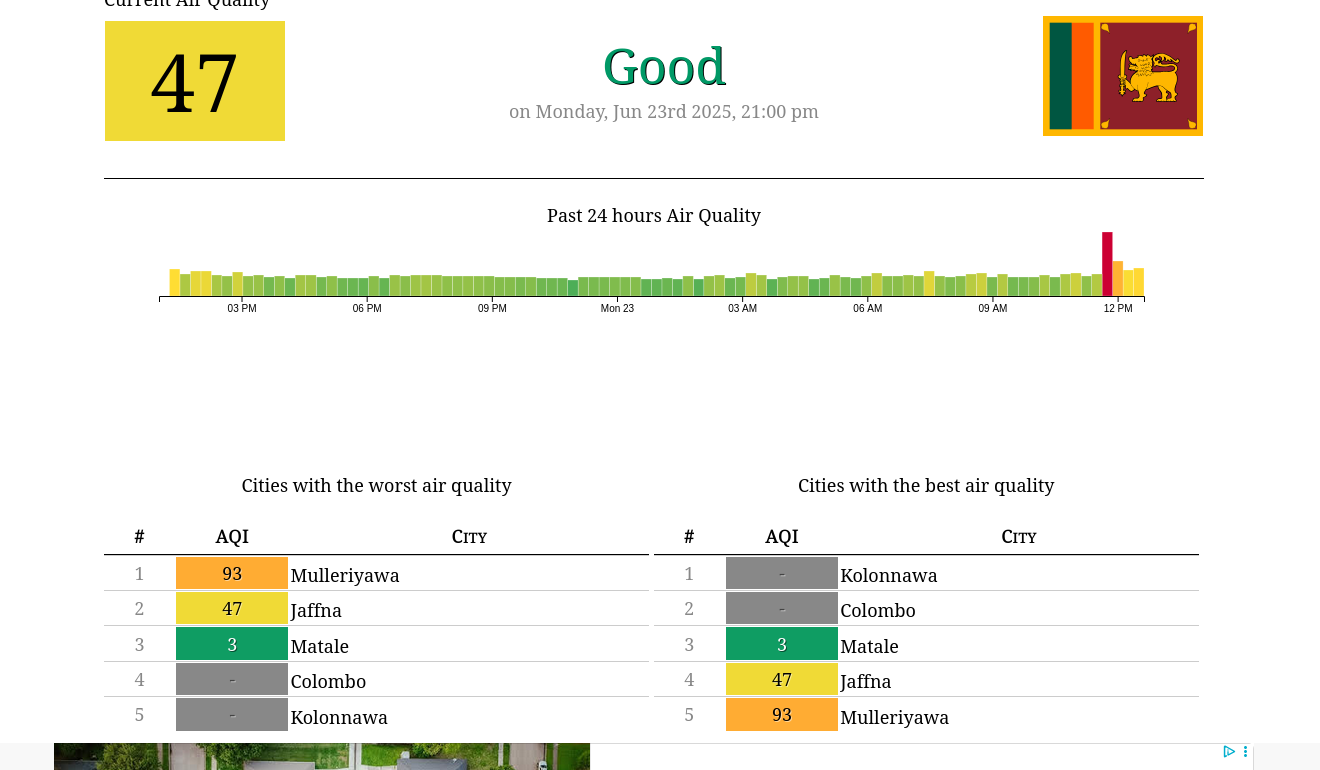 Current Air Quality
47
Good
on Monday, Jun 23rd 2025, 21:00 pm
Past 24 hours Air Quality
03 PM 06 PM 09 PM Mon 23 03 AM 06 AM 09 AM 12 PM
Cities with the worst air quality
# AQI City
1 93 Mulleriyawa
2 47 Jaffna
3 3 Matale
4 - Colombo
5 - Kolonnawa
Cities with the best air quality
# AQI City
1 - Kolonnawa
2 - Colombo
3 3 Matale
4 47 Jaffna
5 93 Mulleriyawa